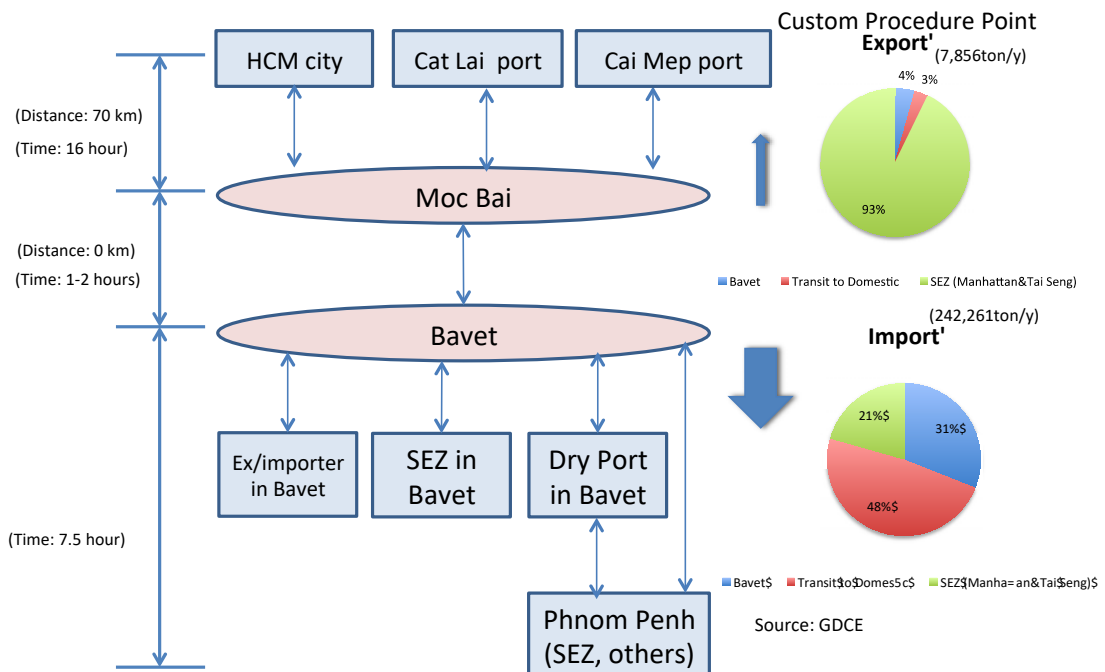 Custom Procedure Point
Export'
(7,856ton/y)
HCM city
Cat Lai port
Cai Mep port
4%
3%
93%
(Distance: 70 km)
(Time: 16 hour)
Moc Bai
(Distance: 0 km)
(Time: 1-2 hours)
Bavet
Transit to Domestic
SEZ (Manhattan&Tai Seng)
(242,261ton/y)
Import'
Bavet
21%$
31%$
48%$
Ex/importer
in Bavet
SEZ in
Bavet
Dry Port
in Bavet
(Time: 7.5 hour)
Bavet$
Transit$to$Domes5c$
SEZ$(Manha=an&Tai$Seng)$
Phnom Penh
(SEZ, others)
Source: GDCE